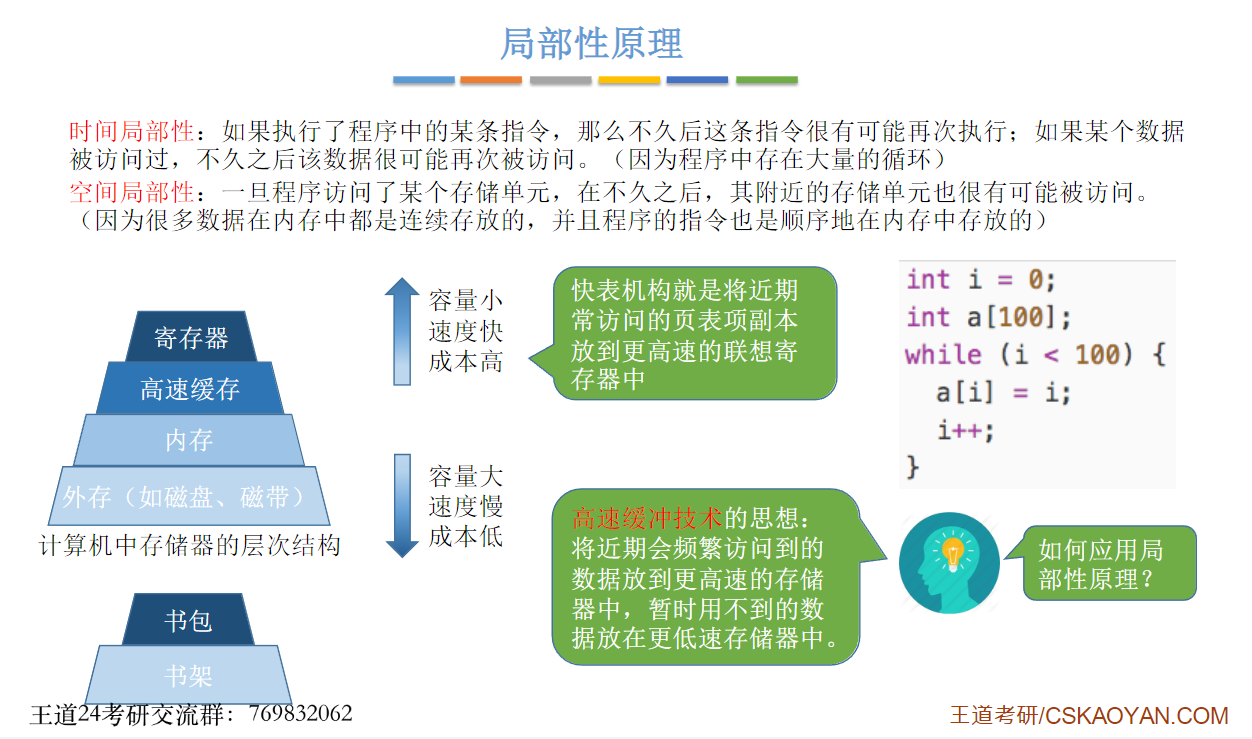 局部性原理
时间局部性：如果执行了程序中的某条指令，那么不久后这条指令很有可能再次执行；如果某个数据
被访问过，不久之后该数据很可能再次被访问。（因为程序中存在大量的循环）
空间局部性：一旦程序访问了某个存储单元，在不久之后，其附近的存储单元也很有可能被访问。
（因为很多数据在内存中都是连续存放的，并且程序的指令也是顺序地在内存中存放的）
寄存器
高速缓存
内存
外存（如磁盘、磁带）
计算机中存储器的层次结构
容量小
速度快
成本高
容量大
速度慢
成本低
快表机构就是将近期
常访问的页表项副本
放到更高速的联想寄
存器中
int i = 0;
int a[100];
while (i < 100) {
a[i] = i;
i++;
}
高速缓冲技术的思想：
将近期会频繁访问到的
数据放到更高速的存储
器中，暂时用不到的数
据放在更低速存储器中。
如何应用局
部性原理？
书包
书架
王道24考研交流群：769832062
王道考研/CSKAOYAN.COM